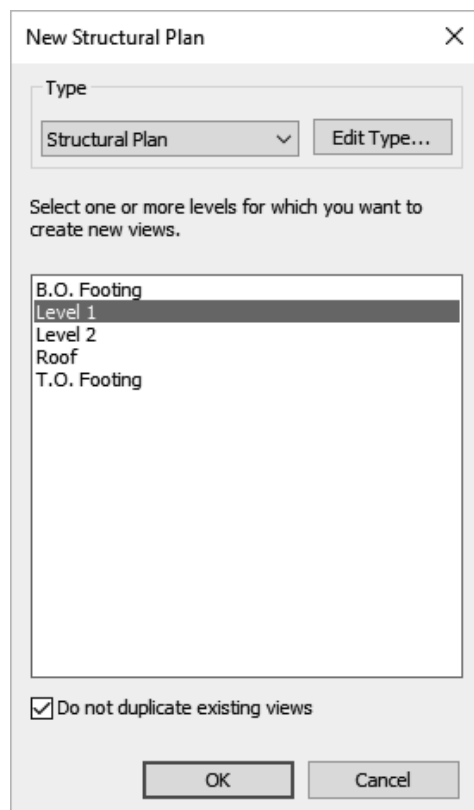 New Structural Plan
Type
Structural Plan
Edit Type...
Select one or more levels for which you want to
create new views.
B.O. Footing
Level 1
Level 2
Roof
T.O. Footing
Do not duplicate existing views
OK
Cancel